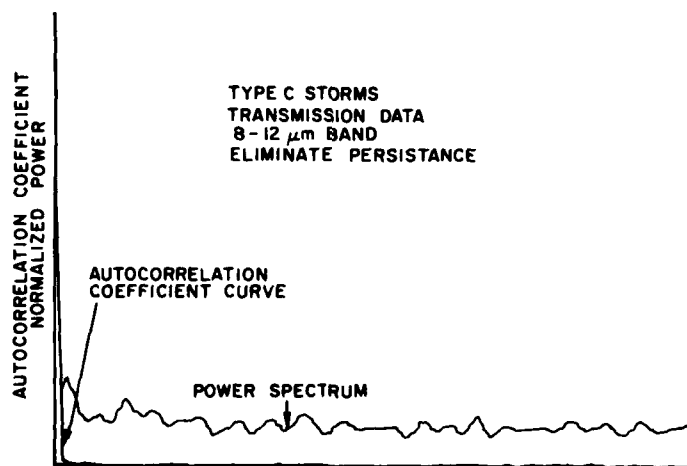 AUTOCORRELATION COEFFICIENT
NORMALIZED POWER
TYPE C STORMS
TRANSMISSION DATA
8-12 μm BAND
ELIMINATE PERSISTANCE
AUTOCORRELATION
COEFFICIENT CURVE
POWER SPECTRUM